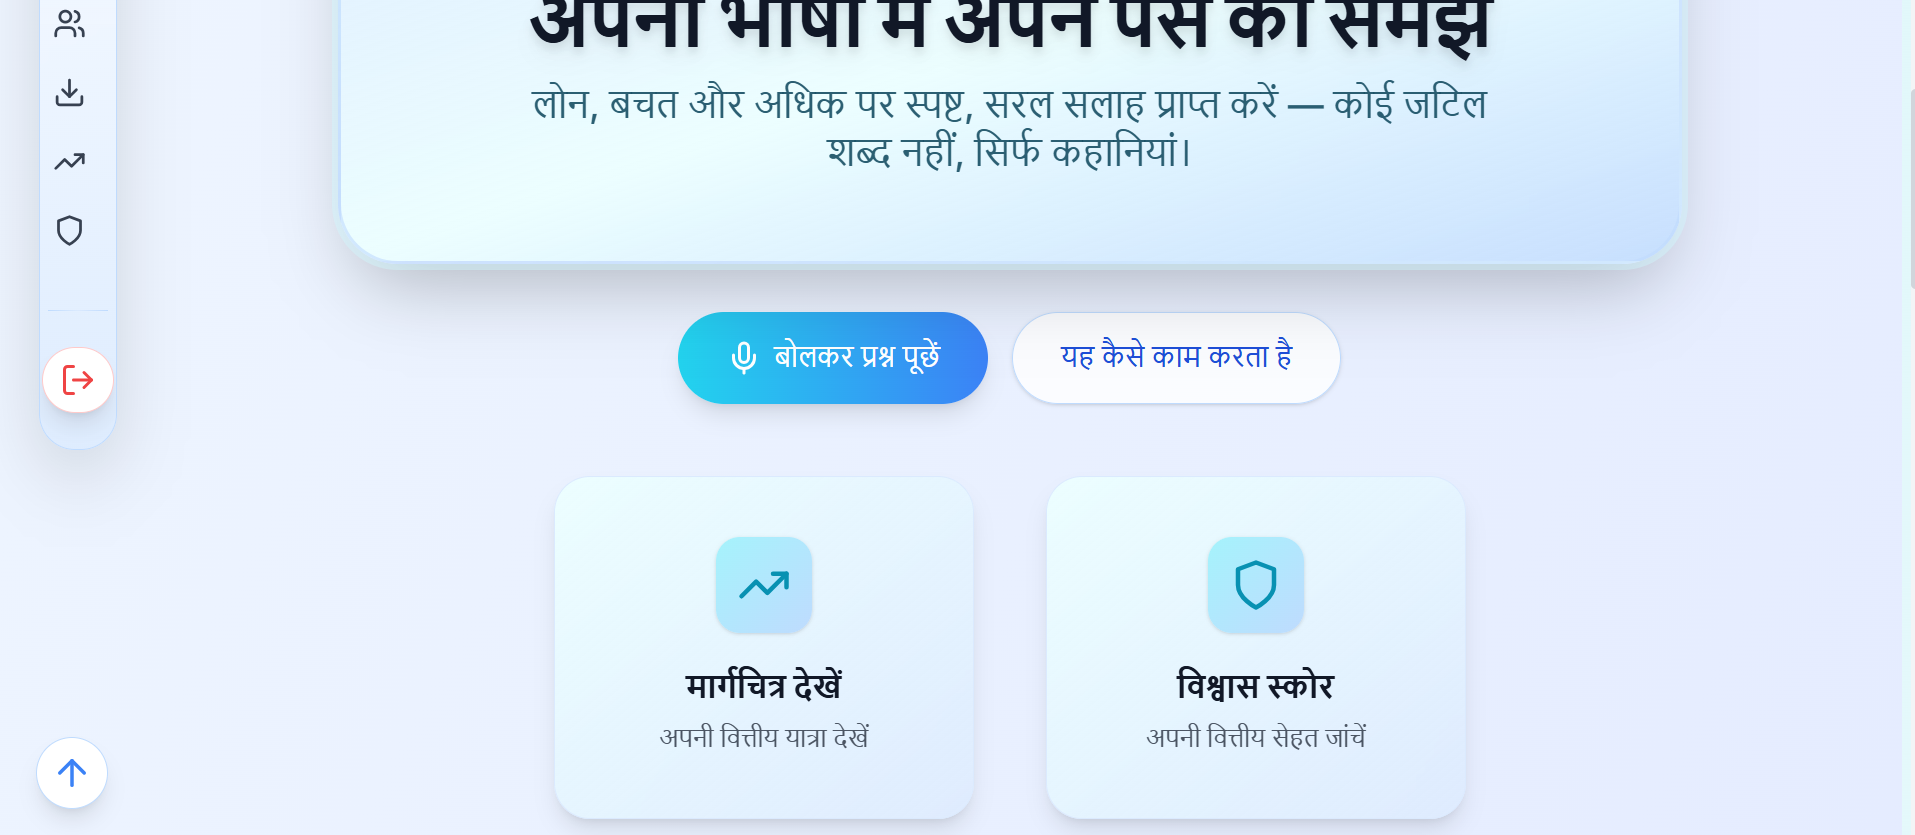 अपनी भाषा में अपने पैसे को समझें
लोन, बचत और अधिक पर स्पष्ट, सरल सलाह प्राप्त करें — कोई जटिल
शब्द नहीं, सिर्फ कहानियां।
बोलकर प्रश्न पूछें
यह कैसे काम करता है
मार्गचित्र देखें
अपनी वित्तीय यात्रा देखें
विश्वास स्कोर
अपनी वित्तीय सेहत जांचें